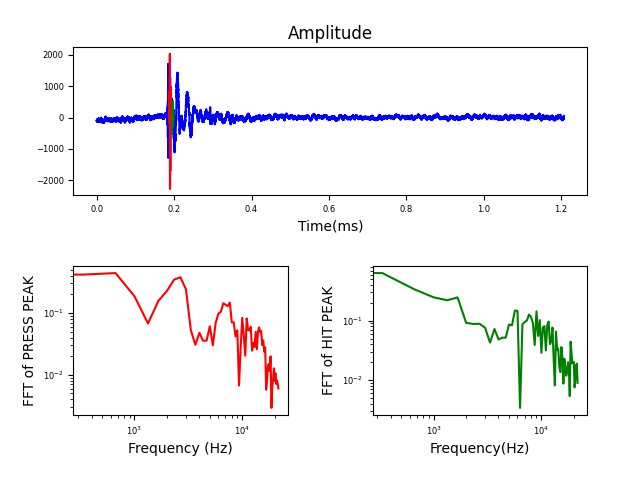 Amplitude
2000
1000
0
−1000
−2000
0.0 0.2 0.4 0.6 0.8 1.0 1.2
Time(ms)
FFT of PRESS PEAK
10⁻¹
10⁻²
10³ 10⁴
Frequency (Hz)
FFT of HIT PEAK
10⁻¹
10⁻²
10³ 10⁴
Frequency(Hz)